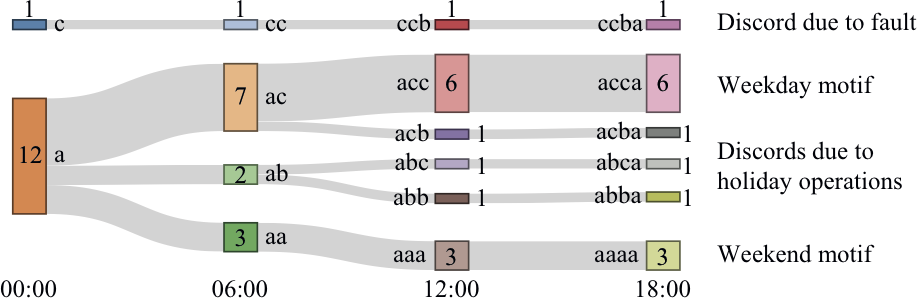 1 1 1 1
c cc ccb ccba Discord due to fault
7 ac acc 6 acca 6 Weekday motif
12 a
acb 1 acba 1
Discords due to
2 ab abc 1 abca 1
holiday operations
abb 1 abba 1
3 aa aaa 3 aaaa 3 Weekend motif
00:00 06:00 12:00 18:00